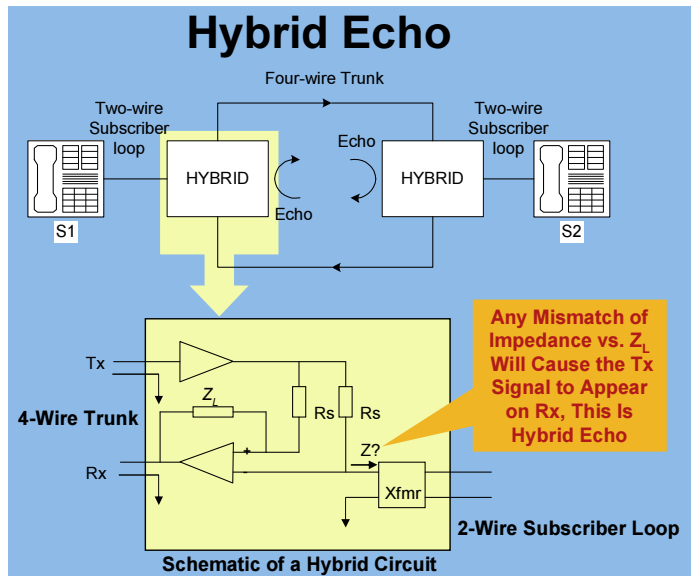 Hybrid Echo
Four-wire Trunk
Two-wire
Subscriber
loop
Two-wire
Subscriber
loop
HYBRID
Echo
Echo
HYBRID
S1
S2
Any Mismatch of
Impedance vs. ZL
Will Cause the Tx
Signal to Appear
on Rx, This Is
Hybrid Echo
Tx
ZL
Rs
Rs
4-Wire Trunk
+
-
Z?
Rx
Xfmr
2-Wire Subscriber Loop
Schematic of a Hybrid Circuit